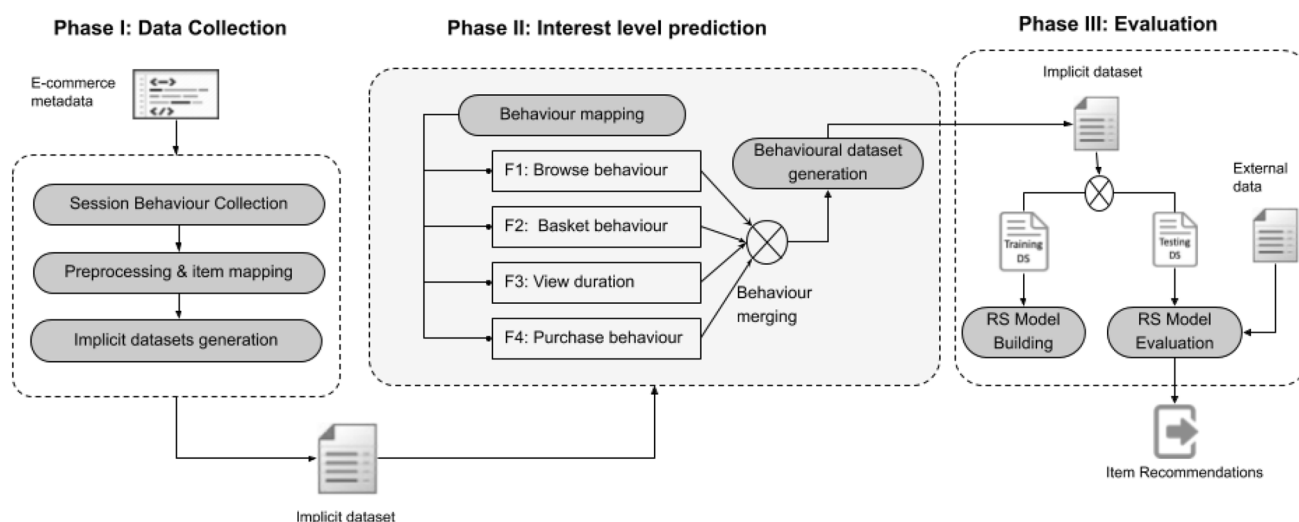 Phase I: Data Collection
E-commerce
metadata
Session Behaviour Collection
Preprocessing & item mapping
Implicit datasets generation
Implicit dataset
Phase II: Interest level prediction
Behaviour mapping
F1: Browse behaviour
F2: Basket behaviour
F3: View duration
F4: Purchase behaviour
Behaviour
merging
Behavioural dataset
generation
Phase III: Evaluation
Implicit dataset
External
data
Training
DS
Testing
DS
RS Model
Building
RS Model
Evaluation
Item Recommendations